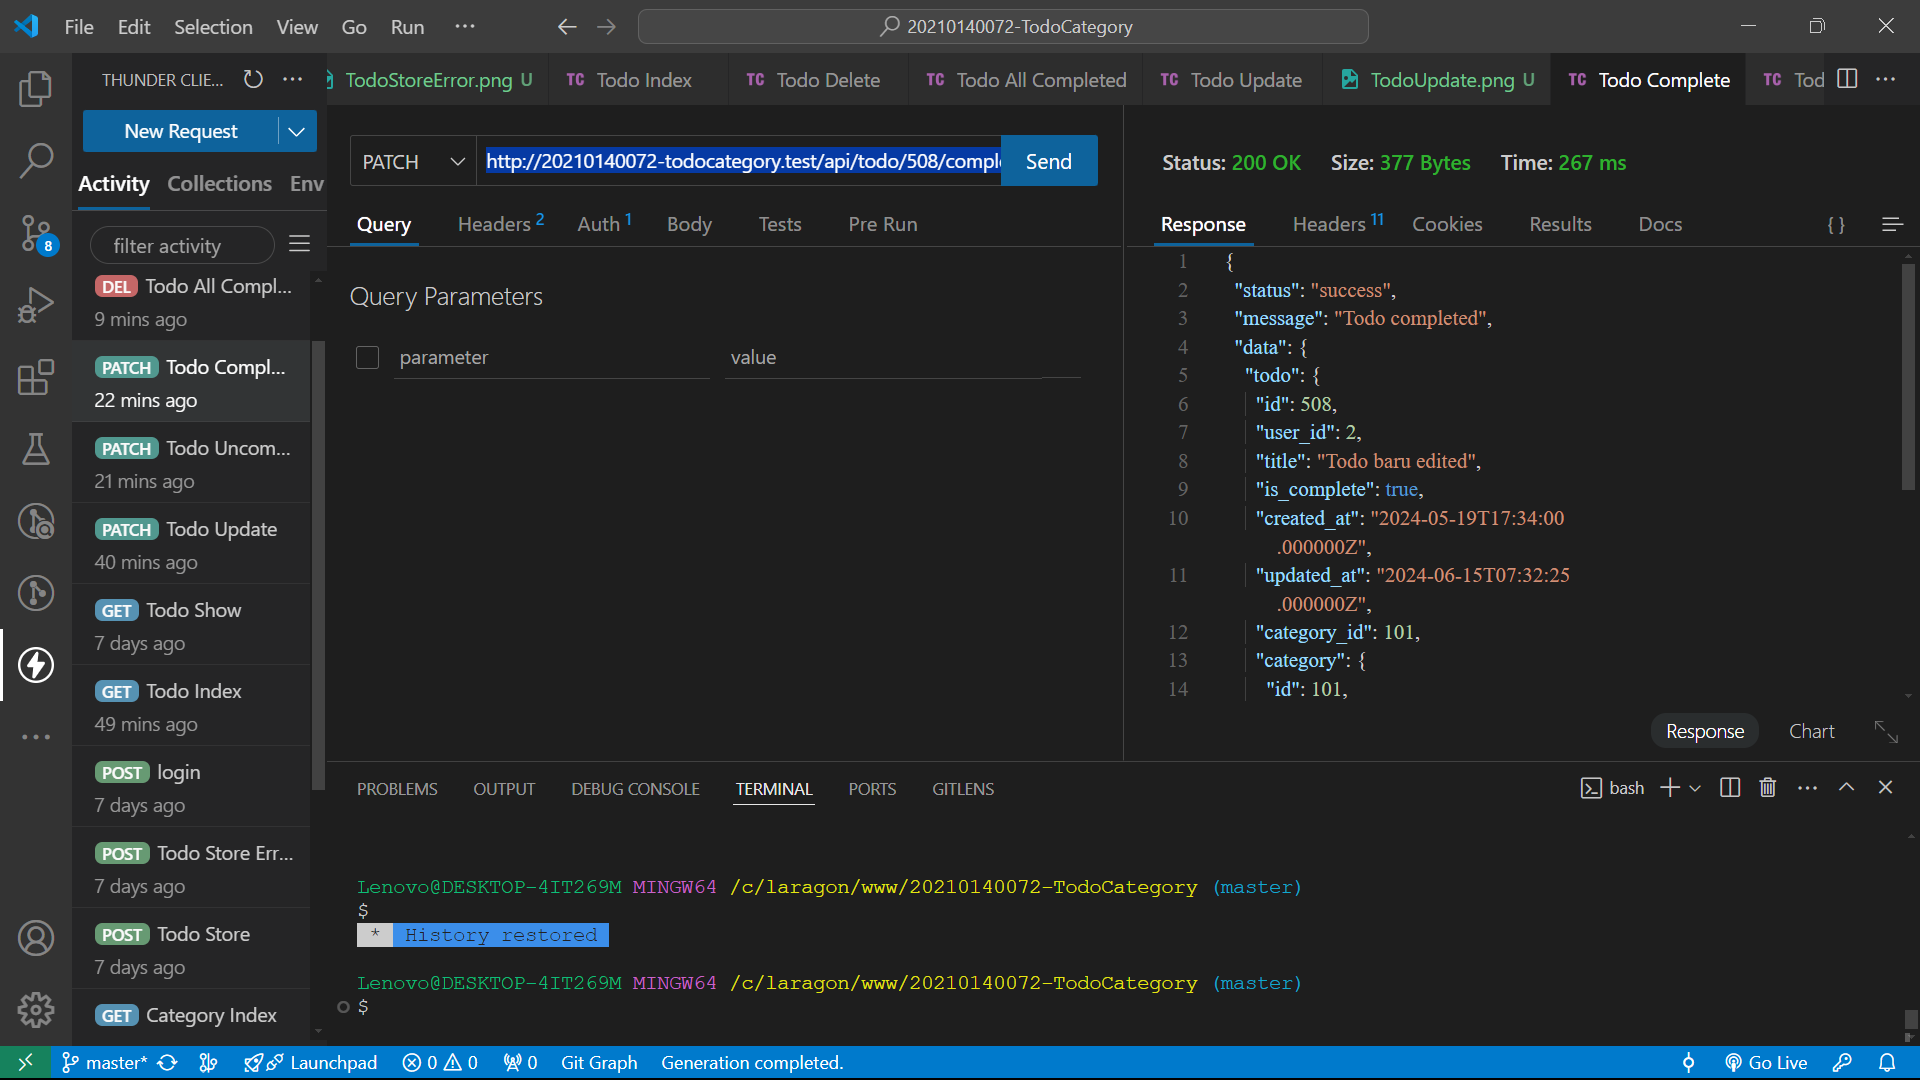 File Edit Selection View Go Run ··· 20210140072-TodoCategory
THUNDER CLIE... TodoStoreError.png U TC Todo Index TC Todo Delete TC Todo All Completed TC Todo Update TodoUpdate.png U TC Todo Complete TC Tod
New Request
Activity Collections Env
filter activity
DEL Todo All Compl...
9 mins ago
PATCH Todo Compl...
22 mins ago
PATCH Todo Uncom...
21 mins ago
PATCH Todo Update
40 mins ago
GET Todo Show
7 days ago
GET Todo Index
49 mins ago
POST login
7 days ago
POST Todo Store Err...
7 days ago
POST Todo Store
7 days ago
GET Category Index
8
PATCH http://20210140072-todocategory.test/api/todo/508/compl Send
Query Headers 2 Auth 1 Body Tests Pre Run
Query Parameters
parameter value
Status: 200 OK Size: 377 Bytes Time: 267 ms
Response Headers 11 Cookies Results Docs { }
1 {
2 "status": "success",
3 "message": "Todo completed",
4 "data": {
5 "todo": {
6 "id": 508,
7 "user_id": 2,
8 "title": "Todo baru edited",
9 "is_complete": true,
10 "created_at": "2024-05-19T17:34:00
.000000Z",
11 "updated_at": "2024-06-15T07:32:25
.000000Z",
12 "category_id": 101,
13 "category": {
14 "id": 101,
Response Chart
PROBLEMS OUTPUT DEBUG CONSOLE TERMINAL PORTS GITLENS bash
Lenovo@DESKTOP-4IT269M MINGW64 /c/laragon/www/20210140072-TodoCategory (master)
$
* History restored
Lenovo@DESKTOP-4IT269M MINGW64 /c/laragon/www/20210140072-TodoCategory (master)
$
master* Launchpad 0 0 0 Git Graph Generation completed. Go Live